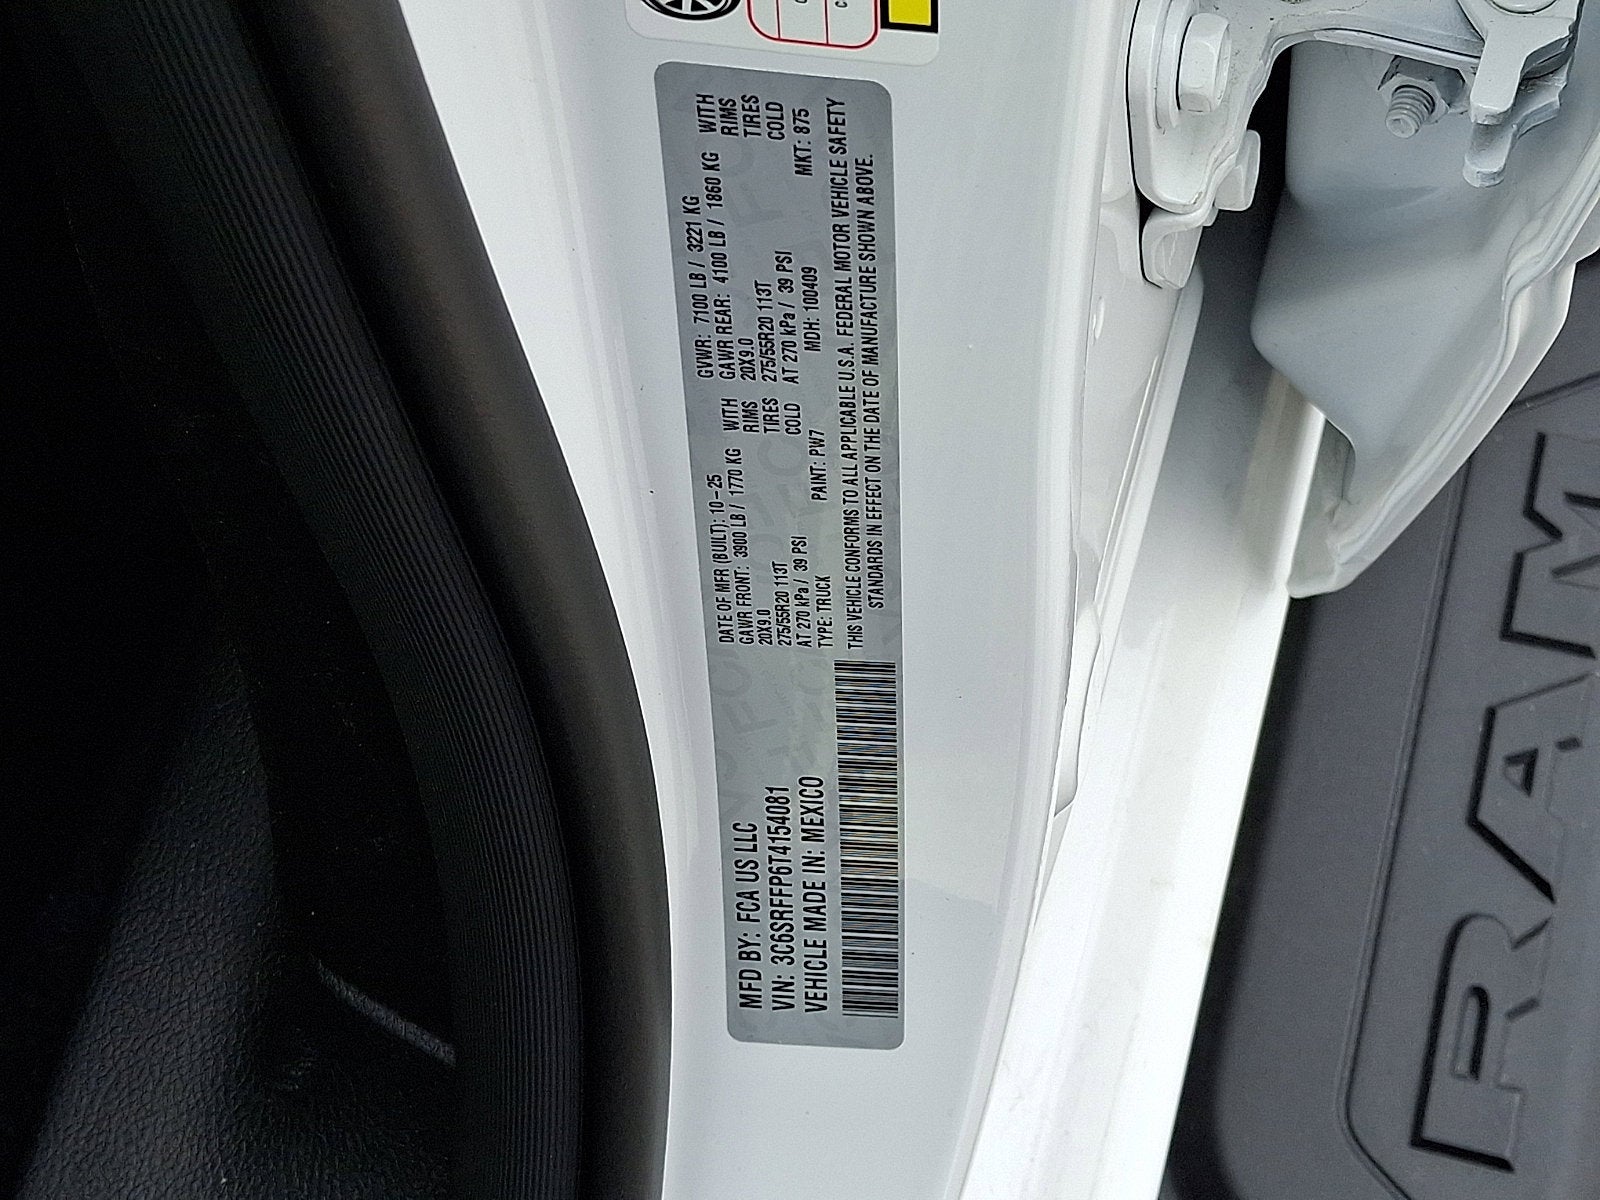 MFD BY: FCA US LLC
VIN: 3C6SRFFP6T4154081
VEHICLE MADE IN: MEXICO
DATE OF MFR (BUILT): 10-25 GVWR: 7100 LB / 3221 KG
GAWR FRONT: 3900 LB / 1770 KG WITH GAWR REAR: 4100 LB / 1860 KG WITH
20X9.0 RIMS 20X9.0 RIMS
275/55R20 113T TIRES 275/55R20 113T TIRES
AT 270 kPa / 39 PSI COLD AT 270 kPa / 39 PSI COLD
TYPE: TRUCK PAINT: PW7 MDH: 100409 MKT: 875
THIS VEHICLE CONFORMS TO ALL APPLICABLE U.S.A. FEDERAL MOTOR VEHICLE SAFETY
STANDARDS IN EFFECT ON THE DATE OF MANUFACTURE SHOWN ABOVE.
RAM